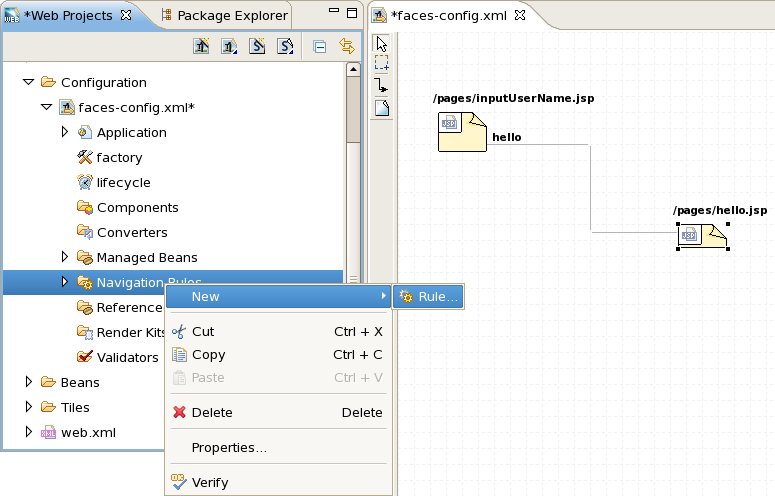 *Web Projects
Package Explorer
Configuration
faces-config.xml*
Application
factory
lifecycle
Components
Converters
Managed Beans
Navigation Rules
Reference
Render Kits
Validators
Beans
Tiles
web.xml
New
Rule...
Cut Ctrl + X
Copy Ctrl + C
Paste Ctrl + V
Delete Delete
Properties...
Verify
*faces-config.xml
/pages/inputUserName.jsp
hello
/pages/hello.jsp